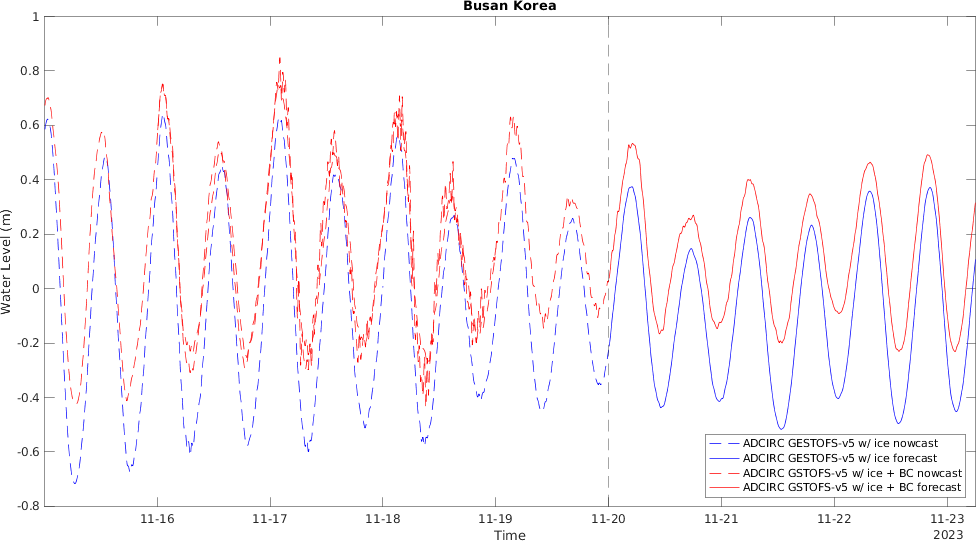 Busan Korea
Water Level (m)
1
0.8
0.6
0.4
0.2
0
-0.2
-0.4
-0.6
-0.8
ADCIRC GESTOFS-v5 w/ ice nowcast
ADCIRC GESTOFS-v5 w/ ice forecast
ADCIRC GSTOFS-v5 w/ ice + BC nowcast
ADCIRC GSTOFS-v5 w/ ice + BC forecast
11-16 11-17 11-18 11-19 11-20 11-21 11-22 11-23
2023
Time